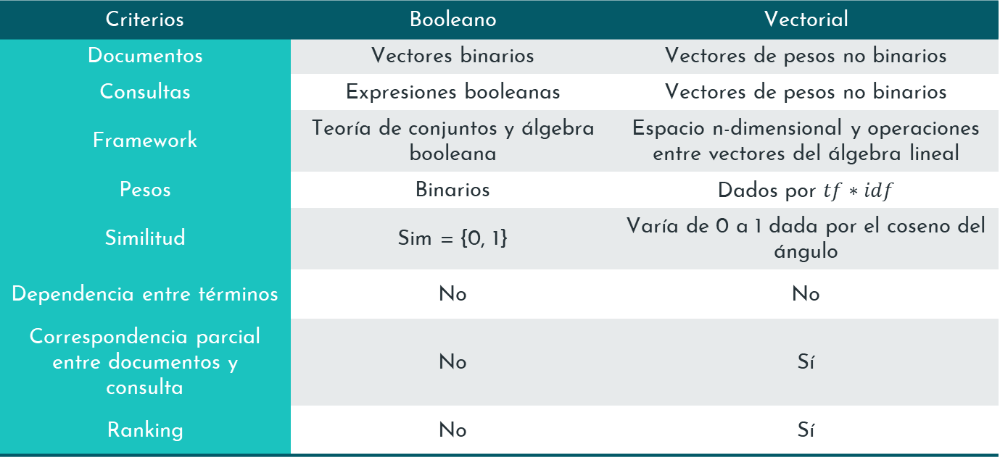 Criterios Booleano Vectorial
Documentos Vectores binarios Vectores de pesos no binarios
Consultas Expresiones booleanas Vectores de pesos no binarios
Framework Teoría de conjuntos y álgebra booleana Espacio n-dimensional y operaciones entre vectores del álgebra lineal
Pesos Binarios Dados por tf ∗ idf
Similitud Sim = {0, 1} Varía de 0 a 1 dada por el coseno del ángulo
Dependencia entre términos No No
Correspondencia parcial entre documentos y consulta No Sí
Ranking No Sí